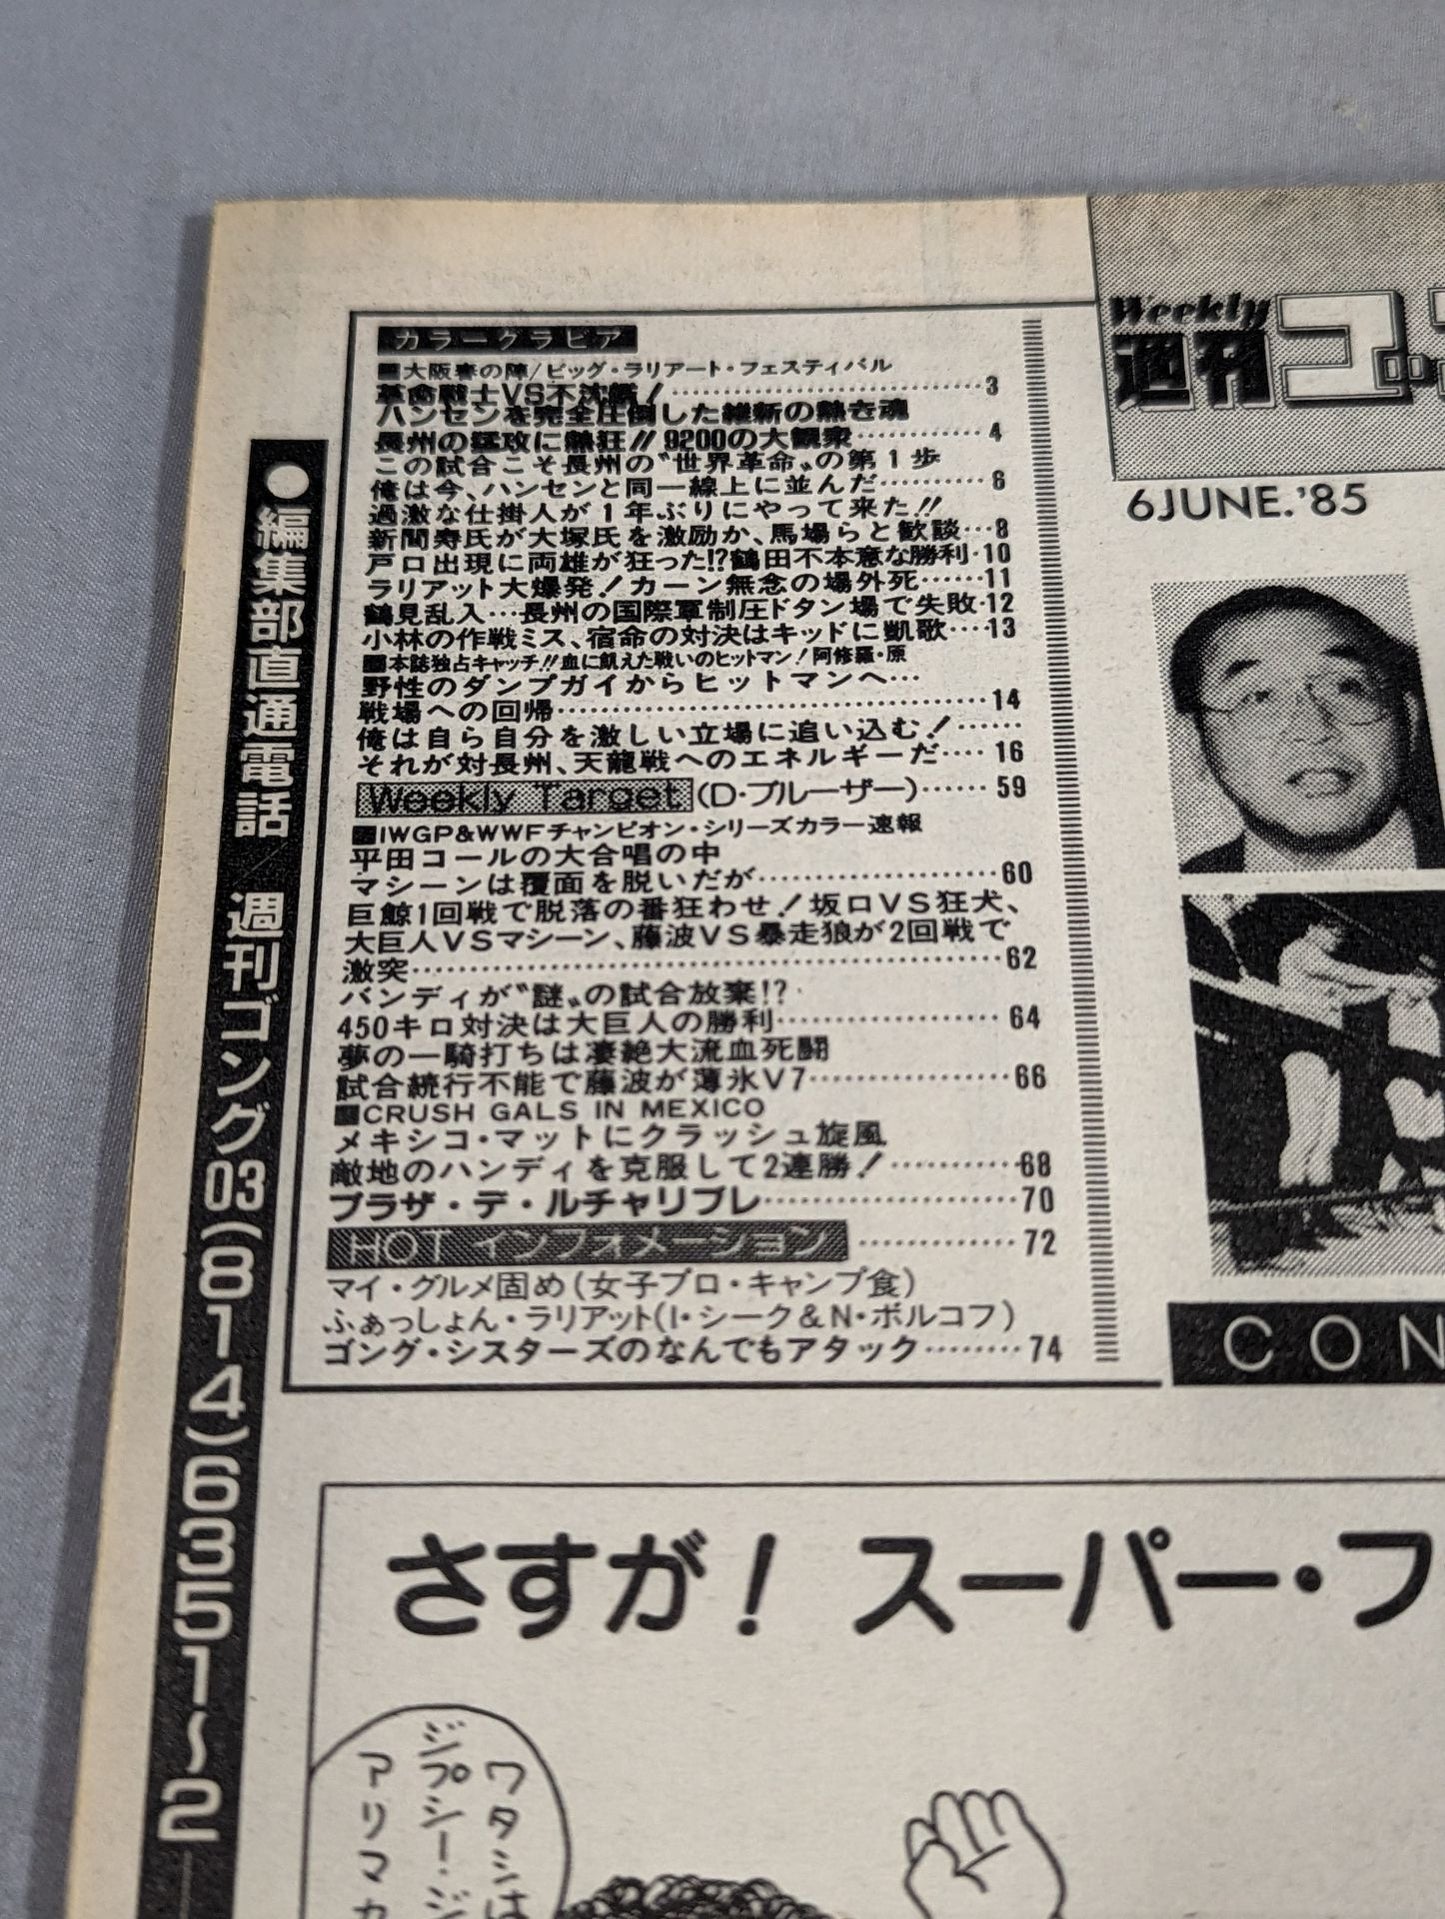 カラーグラビア
■大阪春の陣/ビッグ・ラリアート・フェスティバル
革命戦士VS不沈艦!……………………3
ハンセンを完全圧倒した維新の熱き魂
長州の猛攻に熱狂!!9200の大観衆…………4
この試合こそ長州の〝世界革命〟の第1歩
俺は今、ハンセンと同一線上に並んだ………6
過激な仕掛人が1年ぶりにやって来た!!
新間寿氏が大塚氏を激励か、馬場らと歓談…8
戸口出現に両雄が狂った!?鶴田不本意な勝利・10
ラリアット大爆発!カーン無念の場外死……11
鶴見乱入…長州の国際軍制圧ドタン場で失敗・12
小林の作戦ミス、宿命の対決はキッドに凱歌…13
■本誌独占キャッチ!!血に飢えた戦いのヒットマン!阿修羅・原
野性のダンプガイからヒットマンへ…
戦場への回帰……………………………14
俺は自ら自分を激しい立場に追い込む!……
それが対長州、天龍戦へのエネルギーだ…16
Weekly Target(D・ブルーザー)……59
■IWGP&WWFチャンピオン・シリーズカラー速報
平田コールの大合唱の中
マシーンは覆面を脱いだが………………60
巨鯨1回戦で脱落の番狂わせ!坂口VS狂犬、
大巨人VSマシーン、藤波VS暴走狼が2回戦で
激突………………………………………62
バンディが〝謎〟の試合放棄!?
450キロ対決は大巨人の勝利………………64
夢の一騎打ちは凄絶大流血死闘
試合続行不能で藤波が薄氷V7……………66
■CRUSH GALS IN MEXICO
メキシコ・マットにクラッシュ旋風
敵地のハンディを克服して2連勝!…………68
プラザ・デ・ルチャリブレ…………………70
HOT インフォメーション……………72
マイ・グルメ固め(女子プロ・キャンプ食)
ふぁっしょん・ラリアット(I・シーク&N・ボルコフ)
ゴング・シスターズのなんでもアタック………74
Weekly
週刊ゴン
6JUNE.'85
CON
●編集部直通電話/週刊ゴング03(814)6351〜2
さすが!スーパー・フ
ワタシは
ジプシー・ジ
アリマカ